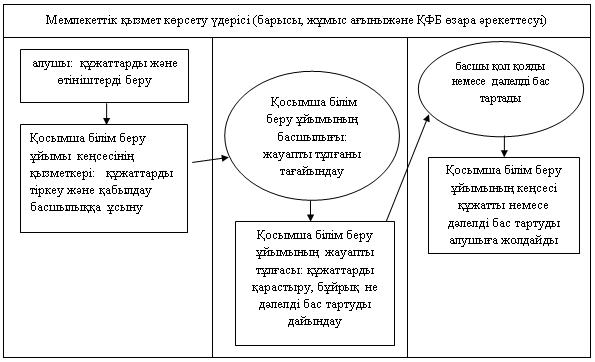 Мемлекеттік қызмет көрсету үдерісі (барысы, жұмыс ағыныжәне ҚФБ өзара әрекеттесуі)
алушы: құжаттарды және
өтініштерді беру
Қосымша білім беру
ұйымы кеңсесінің
қызметкері: құжаттарды
тіркеу және қабылдау
басшылыққа ұсыну
Қосымша білім
беру ұйымының
басшылығы:
жауапты тұлғаны
тағайындау
Қосымша білім беру
ұйымының жауапты
тұлғасы: құжаттарды
қарастыру, бұйрық не
дәлелді бас тартуды
дайындау
басшы қол қояды
немесе дәлелді бас
тартады
Қосымша білім беру
ұйымының кеңсесі
құжатты немесе
дәлелді бас тартуды
алушыға жолдайды